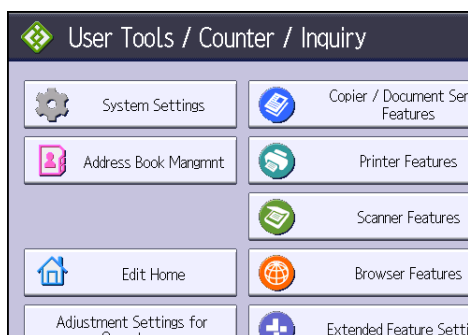 User Tools / Counter / Inquiry
System Settings
Copier / Document Ser
Features
Address Book Mangmnt
Printer Features
Scanner Features
Edit Home
Browser Features
Adjustment Settings for
Extended Feature Setti